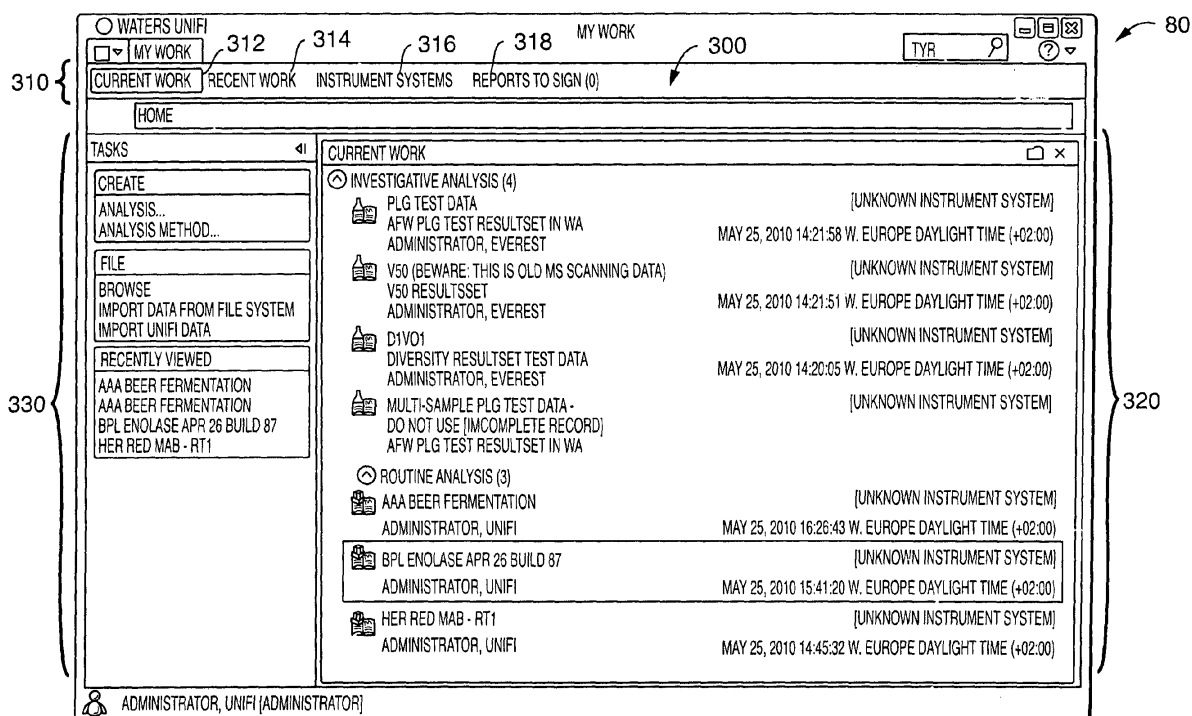 WATERS UNIFI
MY WORK
80
MY WORK
312
314
316
318
300
TYR
?
310
CURRENT WORK RECENT WORK INSTRUMENT SYSTEMS REPORTS TO SIGN (0)
HOME
TASKS
CREATE
ANALYSIS...
ANALYSIS METHOD...
FILE
BROWSE
IMPORT DATA FROM FILE SYSTEM
IMPORT UNIFI DATA
RECENTLY VIEWED
AAA BEER FERMENTATION
AAA BEER FERMENTATION
BPL ENOLASE APR 26 BUILD 87
HER RED MAB - RT1
330
CURRENT WORK
INVESTIGATIVE ANALYSIS (4)
PLG TEST DATA [UNKNOWN INSTRUMENT SYSTEM]
AFW PLG TEST RESULTSET IN WA
ADMINISTRATOR, EVEREST MAY 25, 2010 14:21:58 W. EUROPE DAYLIGHT TIME (+02:00)
V50 (BEWARE: THIS IS OLD MS SCANNING DATA) [UNKNOWN INSTRUMENT SYSTEM]
V50 RESULTSSET
ADMINISTRATOR, EVEREST MAY 25, 2010 14:21:51 W. EUROPE DAYLIGHT TIME (+02:00)
D1VO1 [UNKNOWN INSTRUMENT SYSTEM]
DIVERSITY RESULTSET TEST DATA
ADMINISTRATOR, EVEREST MAY 25, 2010 14:20:05 W. EUROPE DAYLIGHT TIME (+02:00)
MULTI-SAMPLE PLG TEST DATA - [UNKNOWN INSTRUMENT SYSTEM]
DO NOT USE [IMCOMPLETE RECORD]
AFW PLG TEST RESULTSET IN WA
ROUTINE ANALYSIS (3)
AAA BEER FERMENTATION [UNKNOWN INSTRUMENT SYSTEM]
ADMINISTRATOR, UNIFI MAY 25, 2010 16:26:43 W. EUROPE DAYLIGHT TIME (+02:00)
BPL ENOLASE APR 26 BUILD 87 [UNKNOWN INSTRUMENT SYSTEM]
ADMINISTRATOR, UNIFI MAY 25, 2010 15:41:20 W. EUROPE DAYLIGHT TIME (+02:00)
HER RED MAB - RT1 [UNKNOWN INSTRUMENT SYSTEM]
ADMINISTRATOR, UNIFI MAY 25, 2010 14:45:32 W. EUROPE DAYLIGHT TIME (+02:00)
320
ADMINISTRATOR, UNIFI [ADMINISTRATOR]